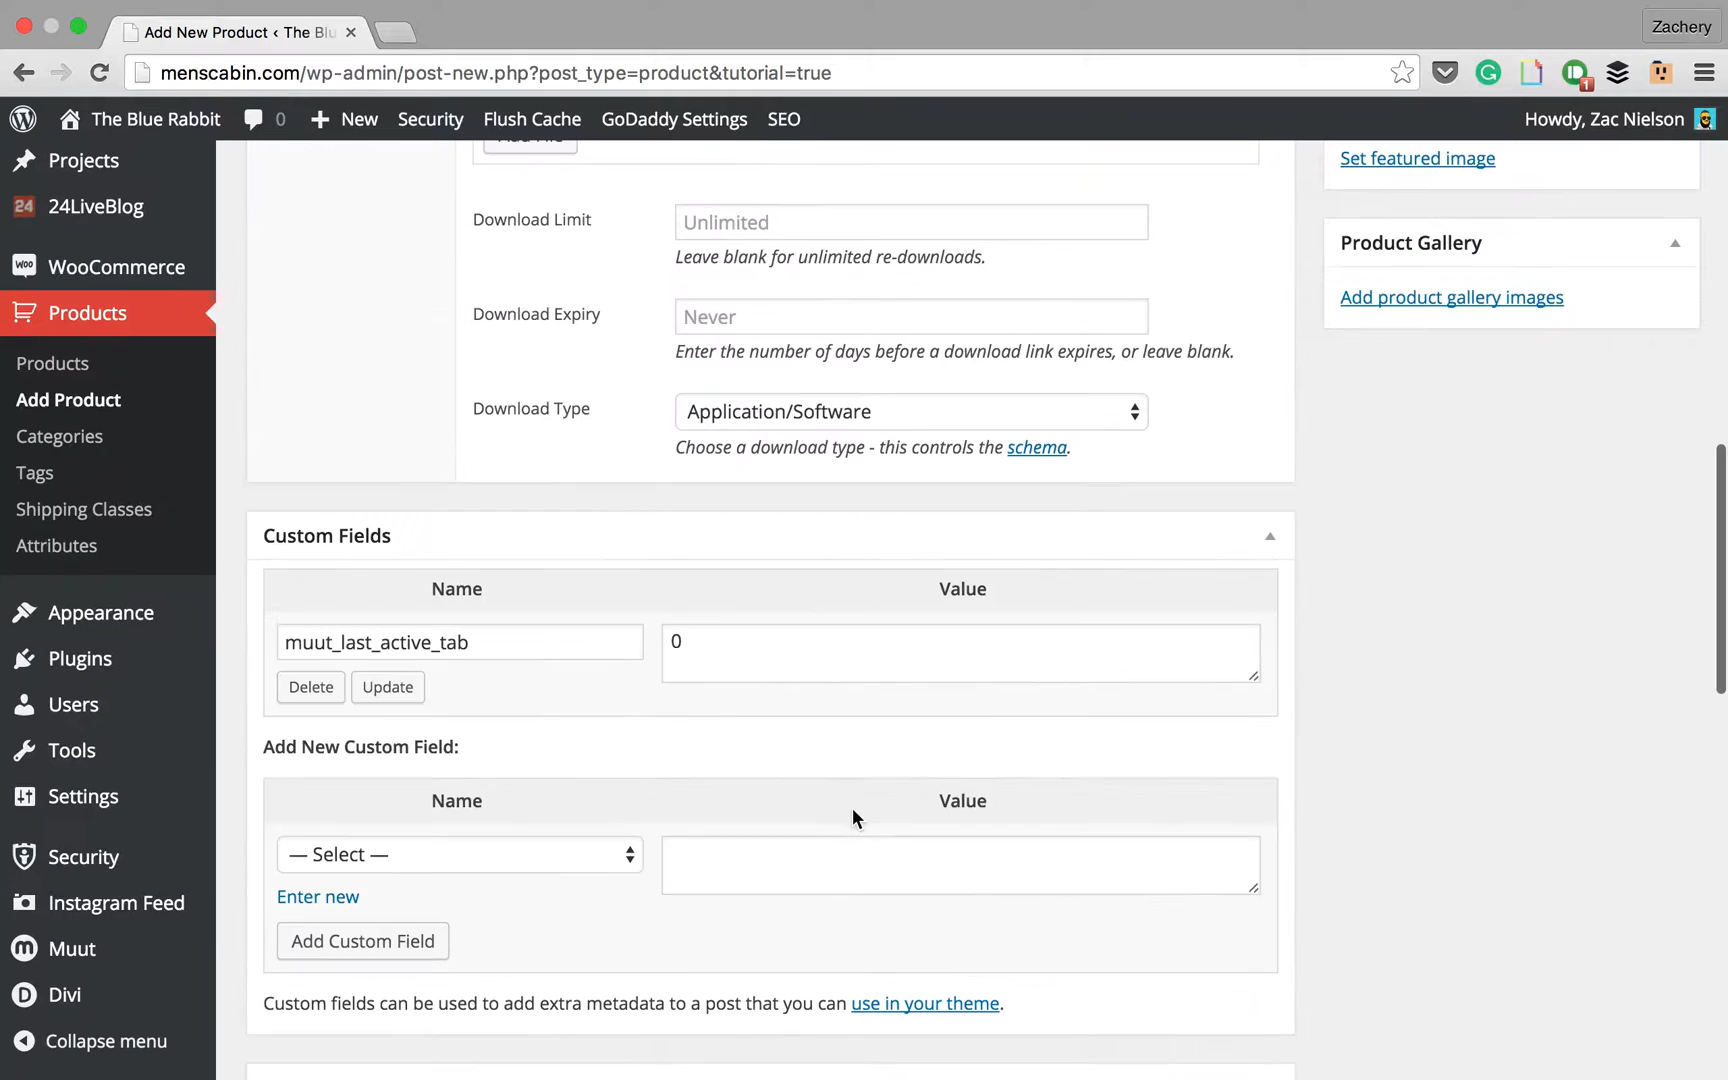 Add New Product ‹ The Blu
Zachery
menscabin.com/wp-admin/post-new.php?post_type=product&tutorial=true
1
The Blue Rabbit
0
New
Security
Flush Cache
GoDaddy Settings
SEO
Howdy, Zac Nielson
Projects
24
24LiveBlog
Woo
WooCommerce
Products
Products
Add Product
Categories
Tags
Shipping Classes
Attributes
Appearance
Plugins
Users
Tools
Settings
Security
Instagram Feed
Muut
Divi
Collapse menu
Add File
Download Limit
Unlimited
Leave blank for unlimited re-downloads.
Download Expiry
Never
Enter the number of days before a download link expires, or leave blank.
Download Type
Application/Software
Choose a download type - this controls the schema.
Custom Fields
Name Value
muut_last_active_tab 0
Delete Update
Add New Custom Field:
Name Value
— Select —
Enter new
Add Custom Field
Custom fields can be used to add extra metadata to a post that you can use in your theme.
Set featured image
Product Gallery
Add product gallery images